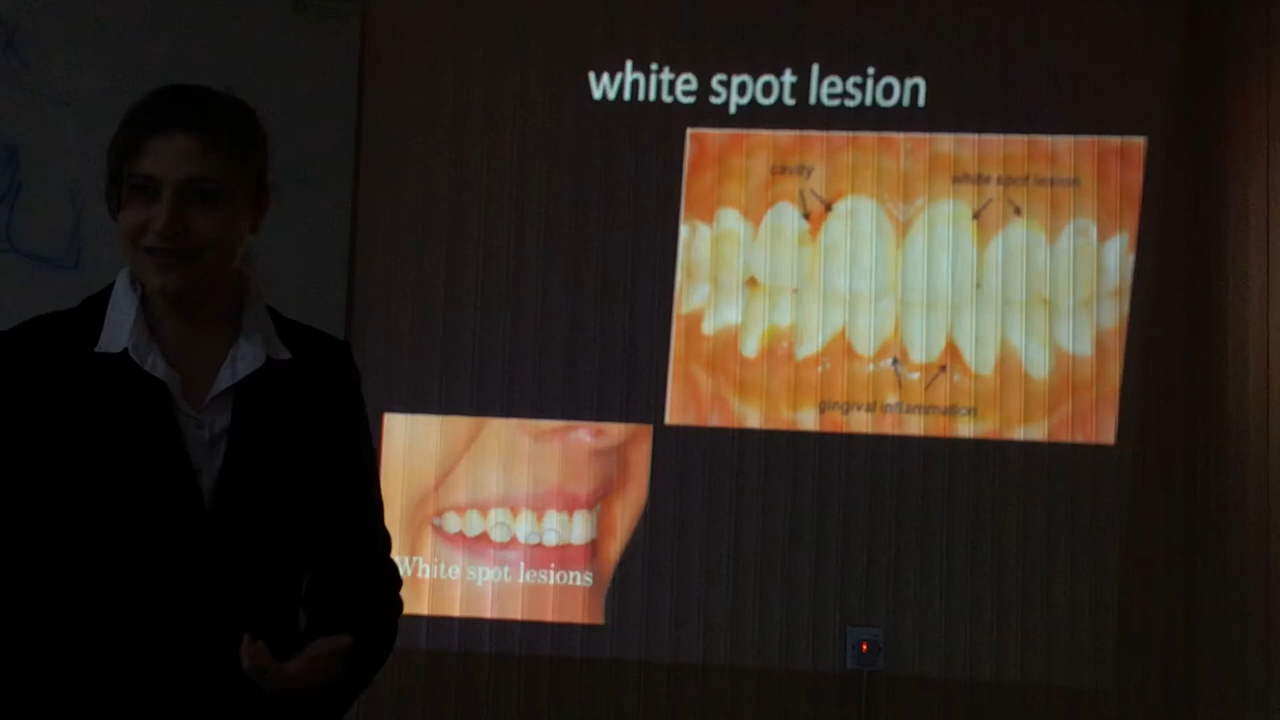 white spot lesion
cavity
white spot lesion
gingival inflammation
White spot lesions